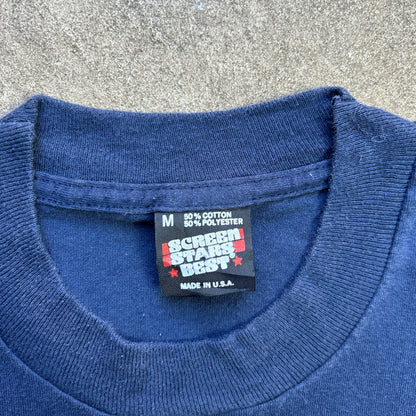 M 50% COTTON
50% POLYESTER
SCREEN
STARS
BEST®
MADE IN U.S.A.